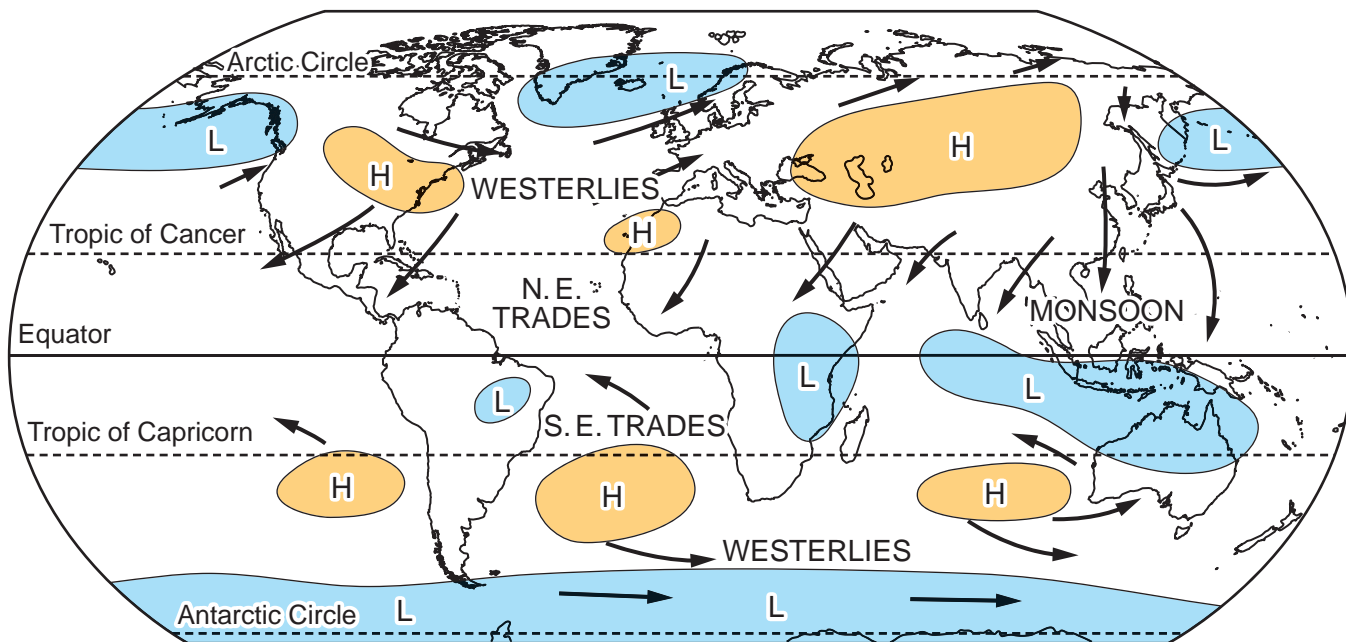 Arctic Circle
L
L
L
H
H
WESTERLIES
H
Tropic of Cancer
N. E.
TRADES
MONSOON
Equator
L
L
L
Tropic of Capricorn
S. E. TRADES
H
H
H
WESTERLIES
Antarctic Circle
L
L